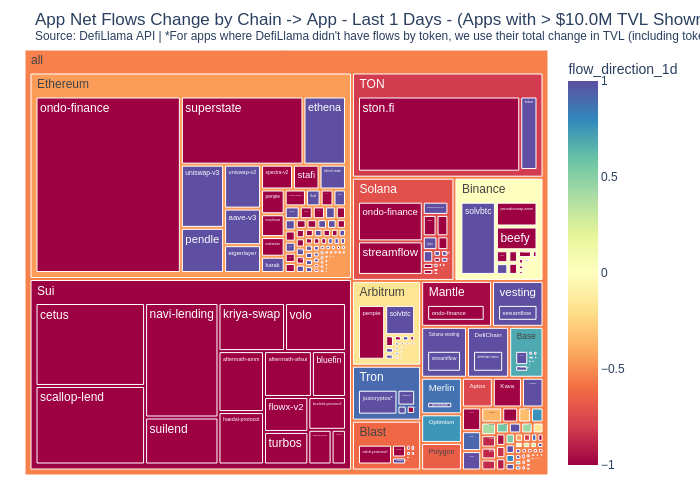 App Net Flows Change by Chain -> App - Last 1 Days - (Apps with > $10.0M TVL Shown
Source: DefiLlama API | *For apps where DefiLlama didn't have flows by token, we use their total change in TVL (including toke
flow_direction_1d
1
0.5
0
−0.5
−1
all
Ethereum
ondo-finance
superstate
ethena
uniswap-v3
uniswap-v2
spectra-v2
stafi
pendle
aave-v3
eigenlayer
karak
penpie
TON
ston.fi
Solana
ondo-finance
streamflow
Binance
solvbtc
beefy
Sui
cetus
scallop-lend
navi-lending
suilend
kriya-swap
volo
aftermath-amm
aftermath-afsui
bluefin
haedal-protocol
flowx-v2
turbos
Arbitrum
penpie
solvbtc
Mantle
ondo-finance
vesting
streamflow
Solana-vesting
streamflow
DefiChain
Base
Tron
justcryptos*
Merlin
Optimism
Polygon
Aptos
Kava
Blast